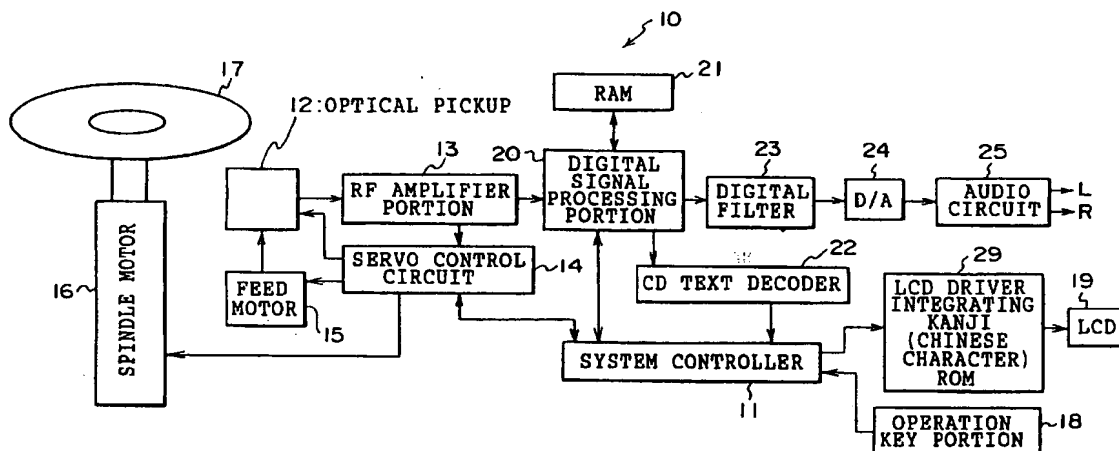 10
17
12:OPTICAL PICKUP
21
RAM
13
RF AMPLIFIER
PORTION
20
DIGITAL
SIGNAL
PROCESSING
PORTION
23
DIGITAL
FILTER
24
D/A
25
AUDIO
CIRCUIT
L
R
SERVO CONTROL
CIRCUIT
14
22
CD TEXT DECODER
16
SPINDLE MOTOR
FEED
MOTOR
15
29
LCD DRIVER
INTEGRATING
KANJI
(CHINESE
CHARACTER)
ROM
19
LCD
SYSTEM CONTROLLER
11
OPERATION
KEY PORTION
18